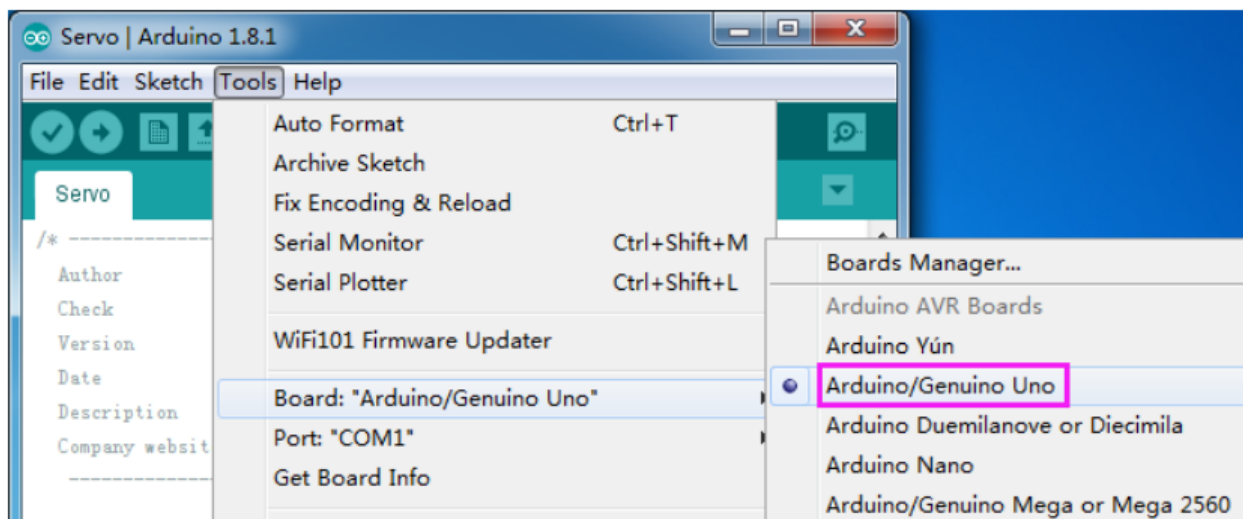 Servo | Arduino 1.8.1
File Edit Sketch Tools Help
Auto Format Ctrl+T
Archive Sketch
Fix Encoding & Reload
Serial Monitor Ctrl+Shift+M
Serial Plotter Ctrl+Shift+L
WiFi101 Firmware Updater
Board: "Arduino/Genuino Uno"
Port: "COM1"
Get Board Info
Servo
/* --------------
Author
Check
Version
Date
Description
Company websit
--------------
Boards Manager...
Arduino AVR Boards
Arduino Yún
Arduino/Genuino Uno
Arduino Duemilanove or Diecimila
Arduino Nano
Arduino/Genuino Mega or Mega 2560